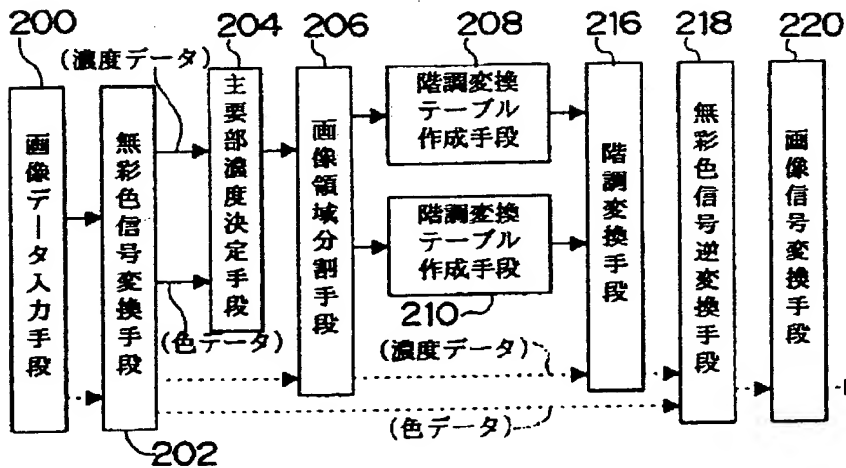 200
画像データ入力手段
202
無彩色信号変換手段
(濃度データ)
(色データ)
204
主要部濃度決定手段
206
画像領域分割手段
208
階調変換
テーブル
作成手段
210
階調変換
テーブル
作成手段
216
階調変換手段
(濃度データ)
(色データ)
218
無彩色信号逆変換手段
220
画像信号変換手段